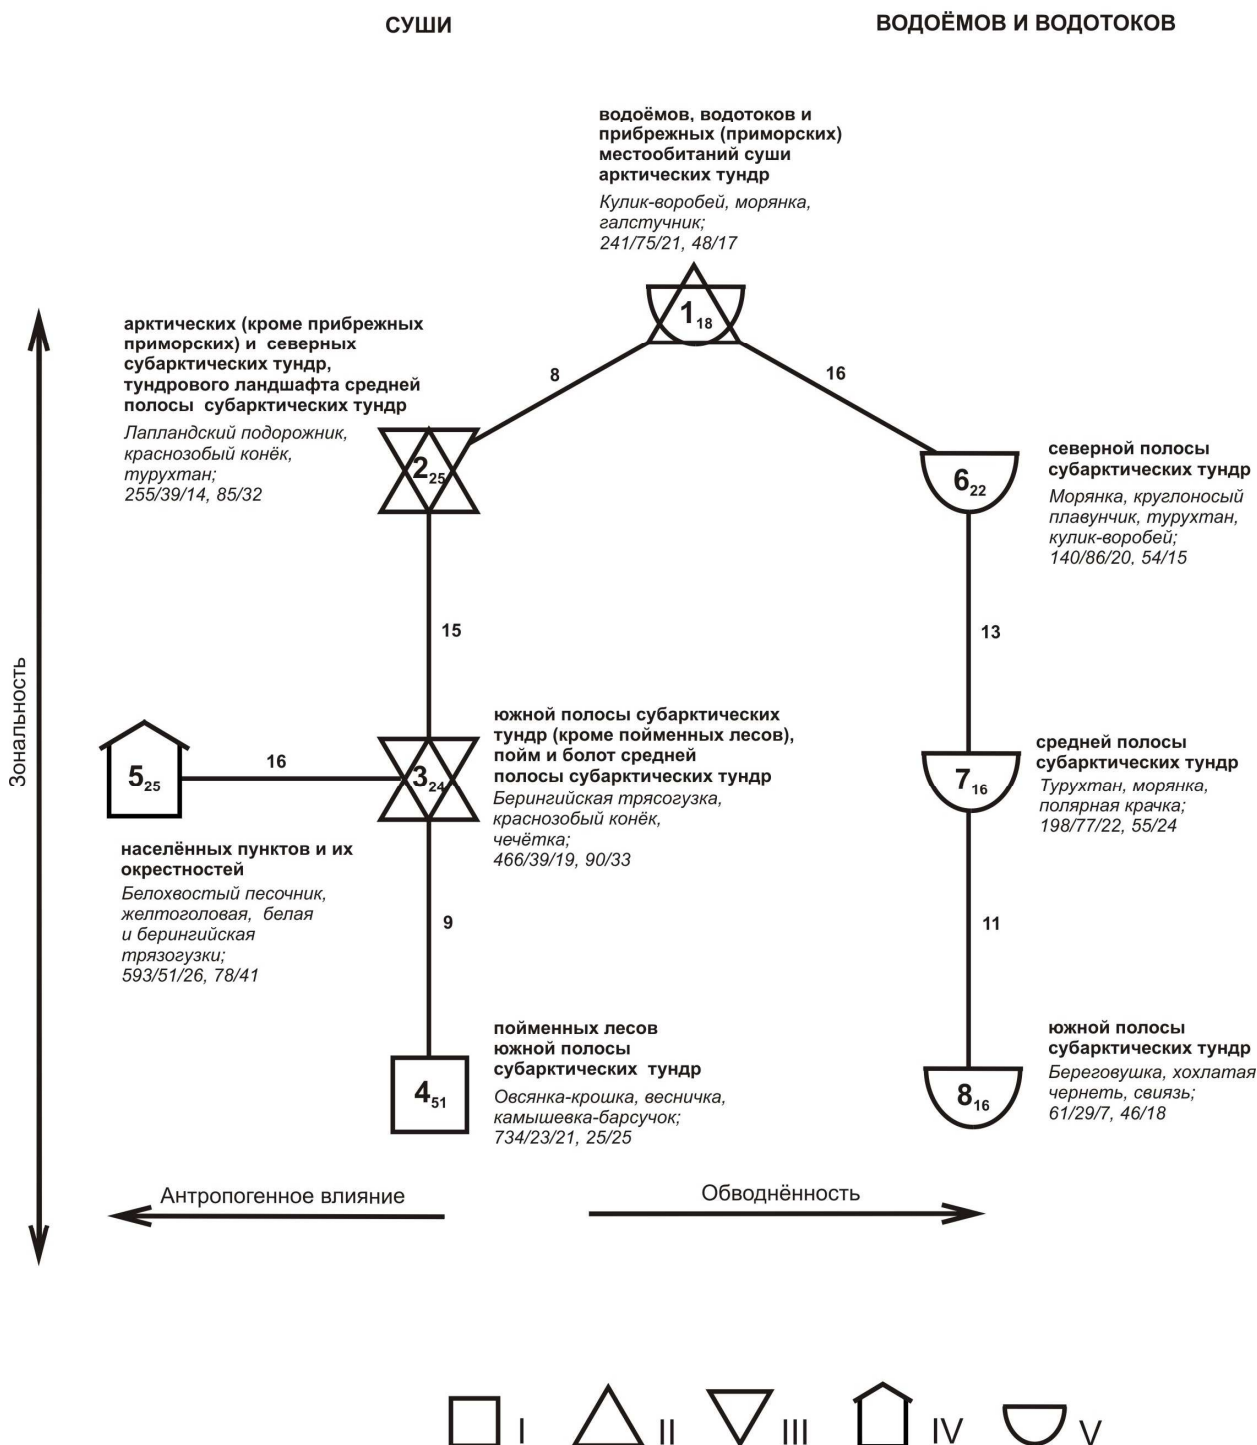 СУШИ
ВОДОЁМОВ И ВОДОТОКОВ
водоёмов, водотоков и
прибрежных (приморских)
местообитаний суши
арктических тундр
Кулик-воробей, морянка,
галстучник;
241/75/21, 48/17
1 18
8
16
арктических (кроме прибрежных
приморских) и северных
субарктических тундр,
тундрового ландшафта средней
полосы субарктических тундр
Лапландский подорожник,
краснозобый конёк,
турухтан;
255/39/14, 85/32
2 25
6 22
северной полосы
субарктических тундр
Морянка, круглоносый
плавунчик, турухтан,
кулик-воробей;
140/86/20, 54/15
15
13
Зональность
5 25
16
3 24
южной полосы субарктических
тундр (кроме пойменных лесов),
пойм и болот средней
полосы субарктических тундр
Берингийская трясогузка,
краснозобый конёк,
чечётка;
466/39/19, 90/33
7 16
средней полосы
субарктических тундр
Турухтан, морянка,
полярная крачка;
198/77/22, 55/24
населённых пунктов и их
окрестностей
Белохвостый песочник,
желтоголовая, белая
и берингийская
трязогузки;
593/51/26, 78/41
9
11
4 51
пойменных лесов
южной полосы
субарктических тундр
Овсянка-крошка, весничка,
камышевка-барсучок;
734/23/21, 25/25
8 16
южной полосы
субарктических тундр
Береговушка, хохлатая
чернеть, свиязь;
61/29/7, 46/18
Антропогенное влияние
Обводнённость
I II III IV V